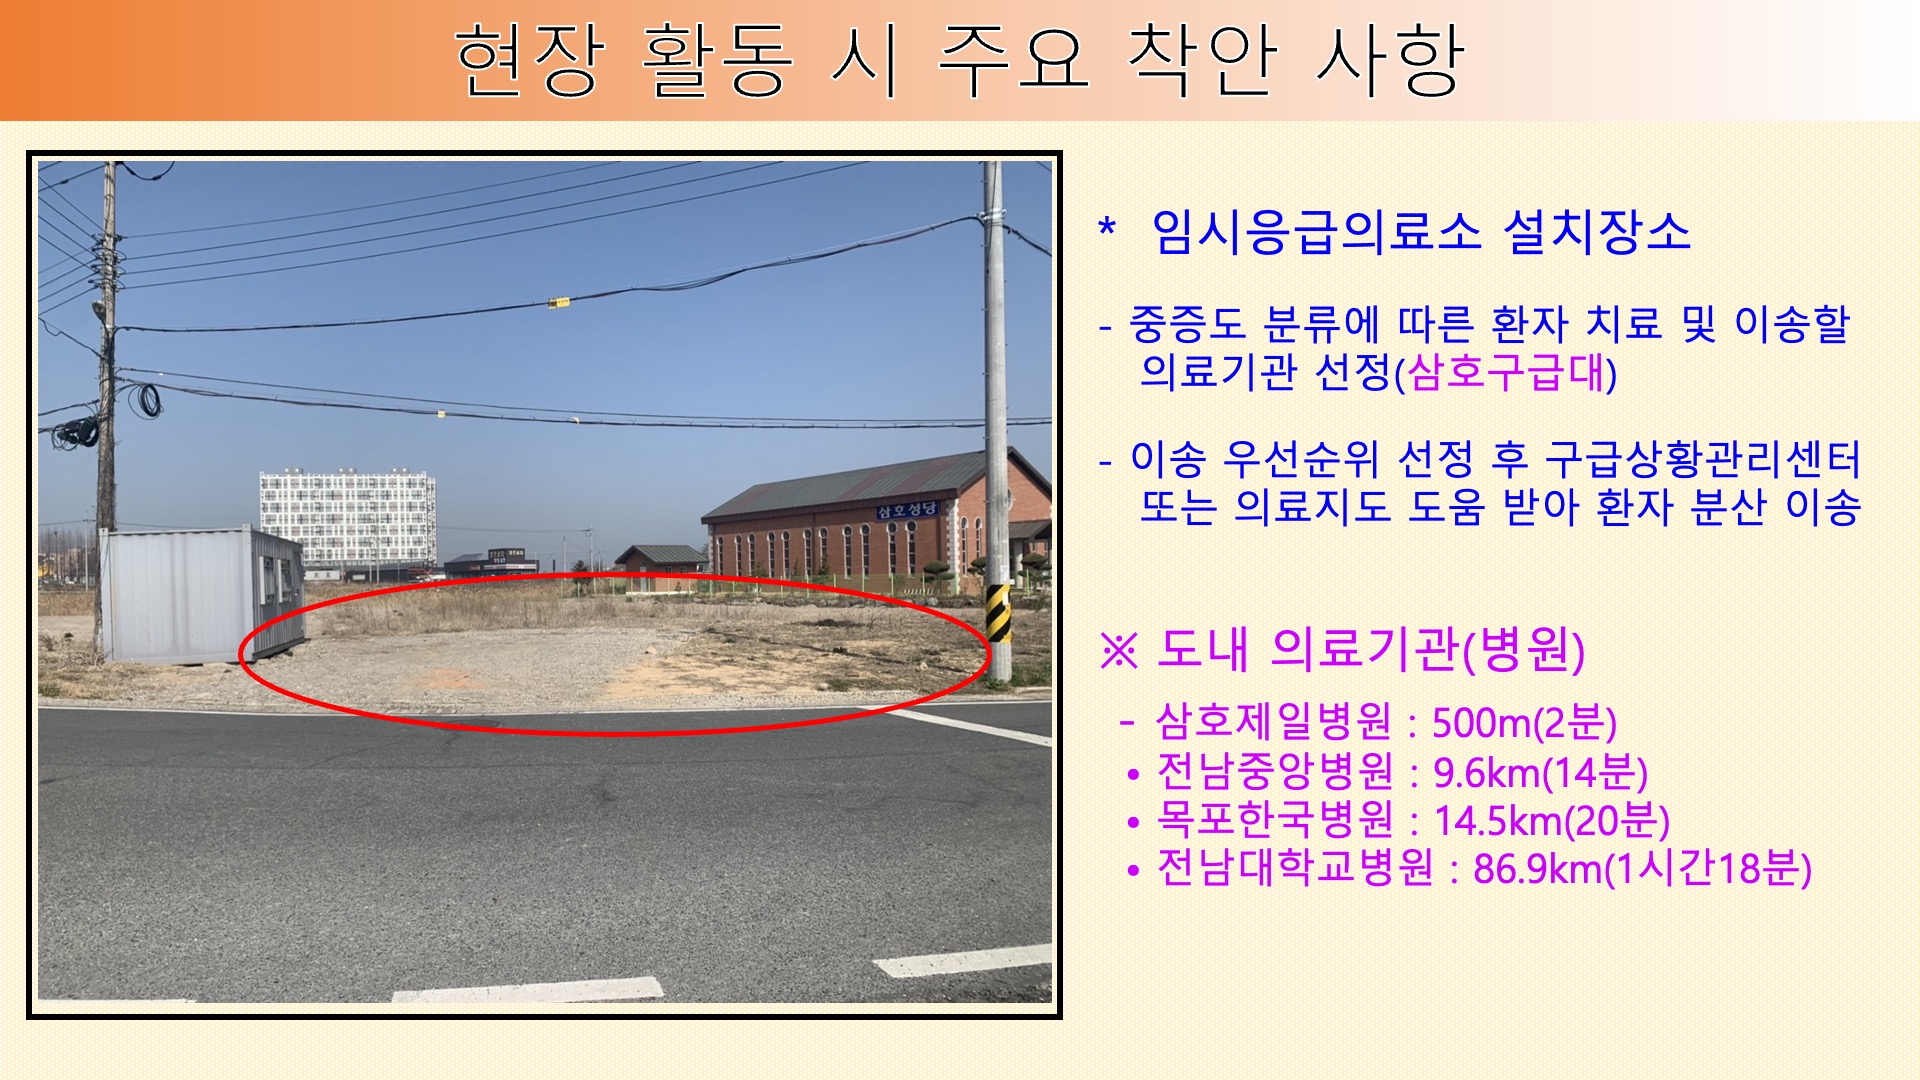 현장 활동 시 주요 착안 사항
* 임시응급의료소 설치장소
- 중증도 분류에 따른 환자 치료 및 이송할
의료기관 선정(삼호구급대)
- 이송 우선순위 선정 후 구급상황관리센터
또는 의료지도 도움 받아 환자 분산 이송
※ 도내 의료기관(병원)
- 삼호제일병원 : 500m(2분)
• 전남중앙병원 : 9.6km(14분)
• 목포한국병원 : 14.5km(20분)
• 전남대학교병원 : 86.9km(1시간18분)
삼호성당